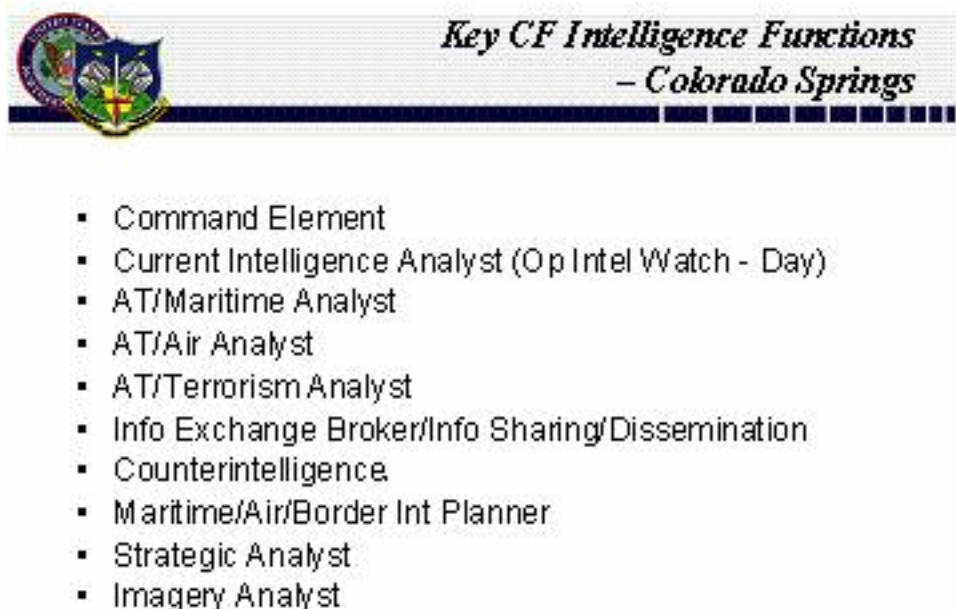 Key CF Intelligence Functions
– Colorado Springs
▪ Command Element
▪ Current Intelligence Analyst (Op Intel Watch - Day)
▪ AT/Maritime Analyst
▪ AT/Air Analyst
▪ AT/Terrorism Analyst
▪ Info Exchange Broker/Info Sharing/Dissemination
▪ Counterintelligence.
▪ Maritime/Air/Border Int Planner
▪ Strategic Analyst
▪ Imagery Analyst